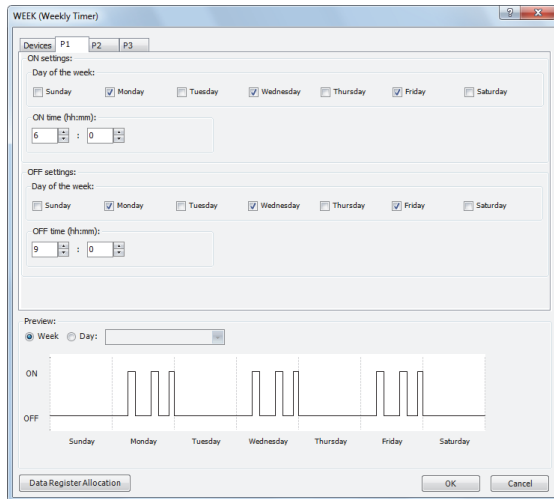 WEEK (Weekly Timer)
Devices P1 P2 P3
ON settings:
Day of the week:
Sunday Monday Tuesday Wednesday Thursday Friday Saturday
ON time (hh:mm):
6 : 0
OFF settings:
Day of the week:
Sunday Monday Tuesday Wednesday Thursday Friday Saturday
OFF time (hh:mm):
9 : 0
Preview:
Week Day:
ON
OFF
Sunday Monday Tuesday Wednesday Thursday Friday Saturday
Data Register Allocation OK Cancel